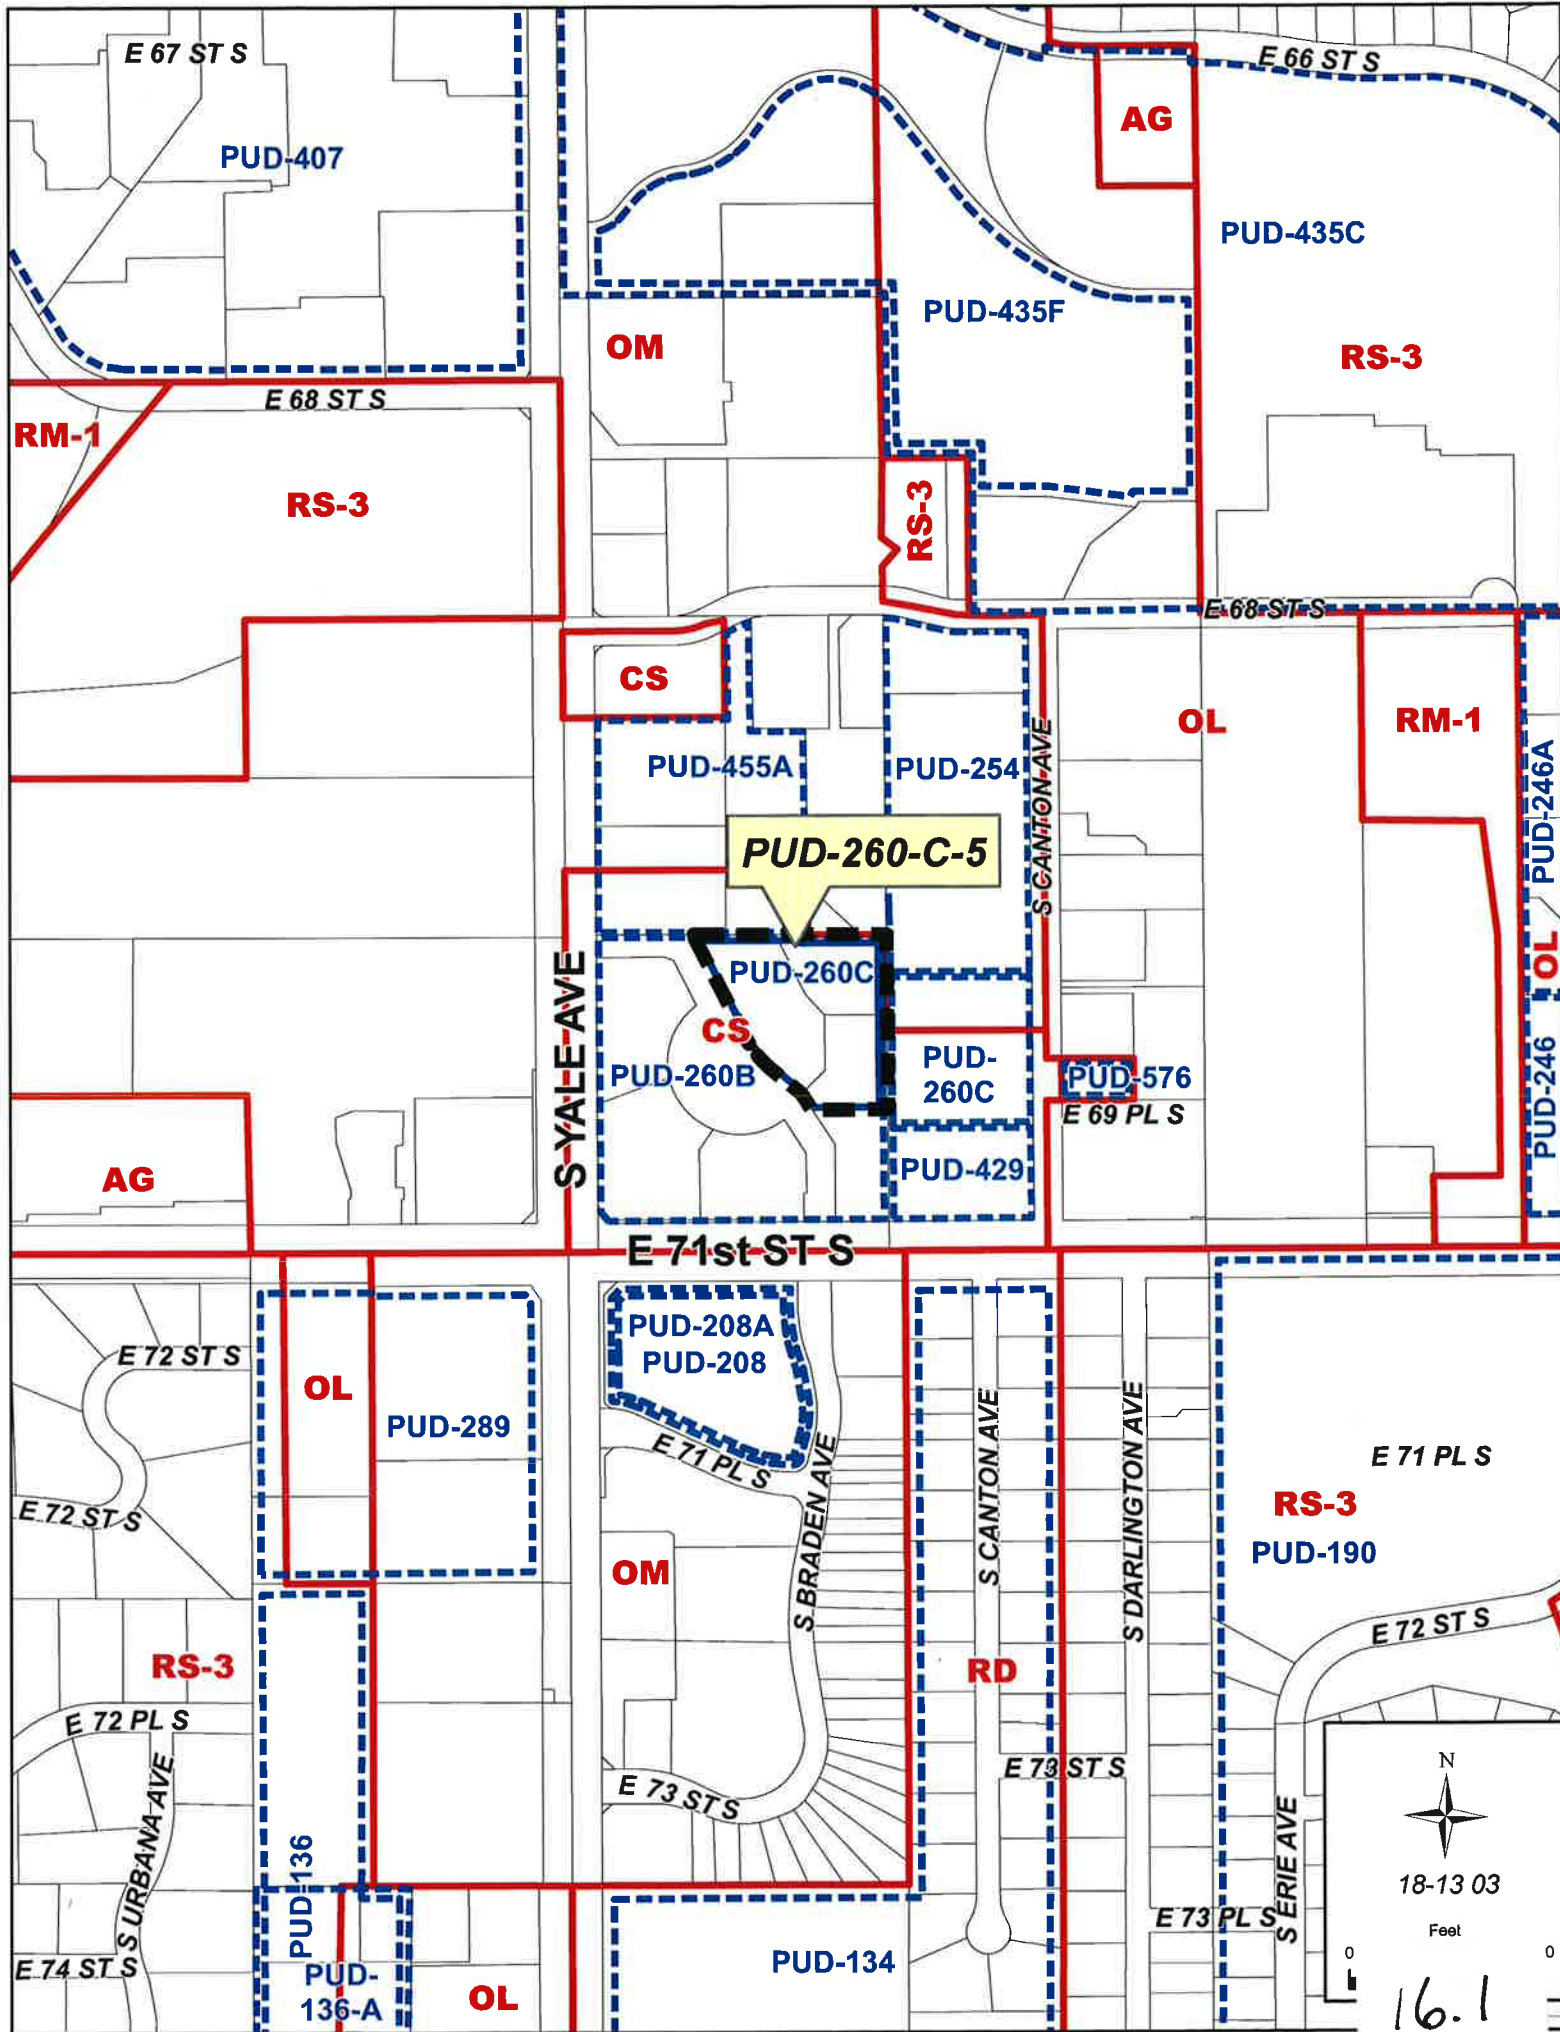 E 67 ST S
E 66 ST S
AG
PUD-407
PUD-435C
PUD-435F
OM
RS-3
E 68 ST S
RM-1
RS-3
RS-3
E 68 ST S
CS
OL
RM-1
PUD-455A
PUD-254
S CANTON AVE
PUD-246A
PUD-260-C-5
S YALE AVE
PUD-260C
OL
CS
PUD-260B
PUD-
260C
PUD-576
PUD-246
E 69 PL S
AG
PUD-429
E 71st ST S
PUD-208A
PUD-208
E 72 ST S
OL
PUD-289
E 71 PL S
S BRADEN AVE
S CANTON AVE
S DARLINGTON AVE
E 71 PL S
RS-3
PUD-190
E 72 ST S
OM
E 72 ST S
RS-3
RD
E 72 PL S
S URBANA AVE
E 73 ST S
E 73 ST S
S ERIE AVE
N
18-13 03
Feet
0
0
16.1
PUD-136
E 73 PL S
E 74 ST S
PUD-
136-A
OL
PUD-134